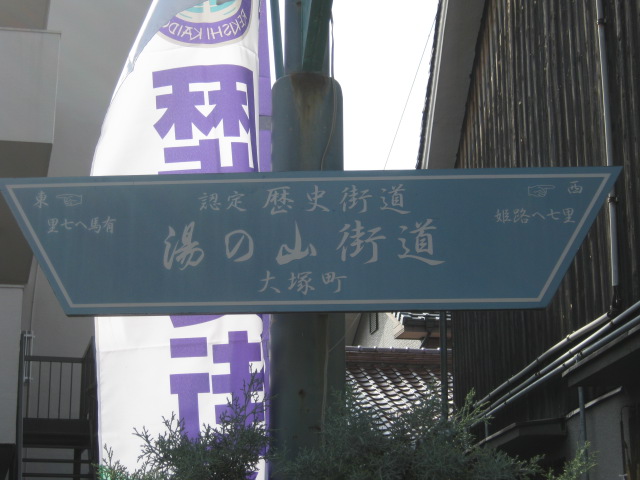 認定 歴史街道
湯の山街道
大塚町
東
有馬へ七里
西
姫路へ七里
REKISHI KAIDO